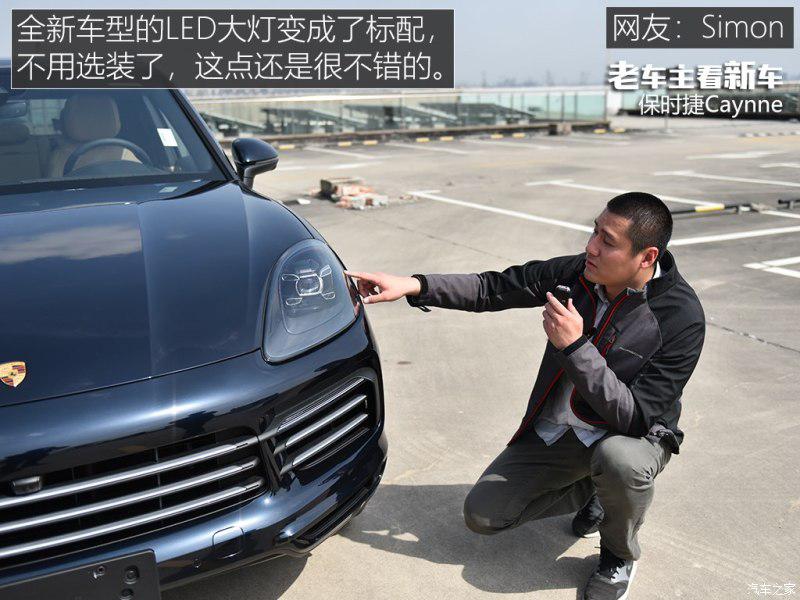 全新车型的LED大灯变成了标配，
不用选装了，这点还是很不错的。
网友：Simon
老车主看新车
保时捷Caynne
汽车之家